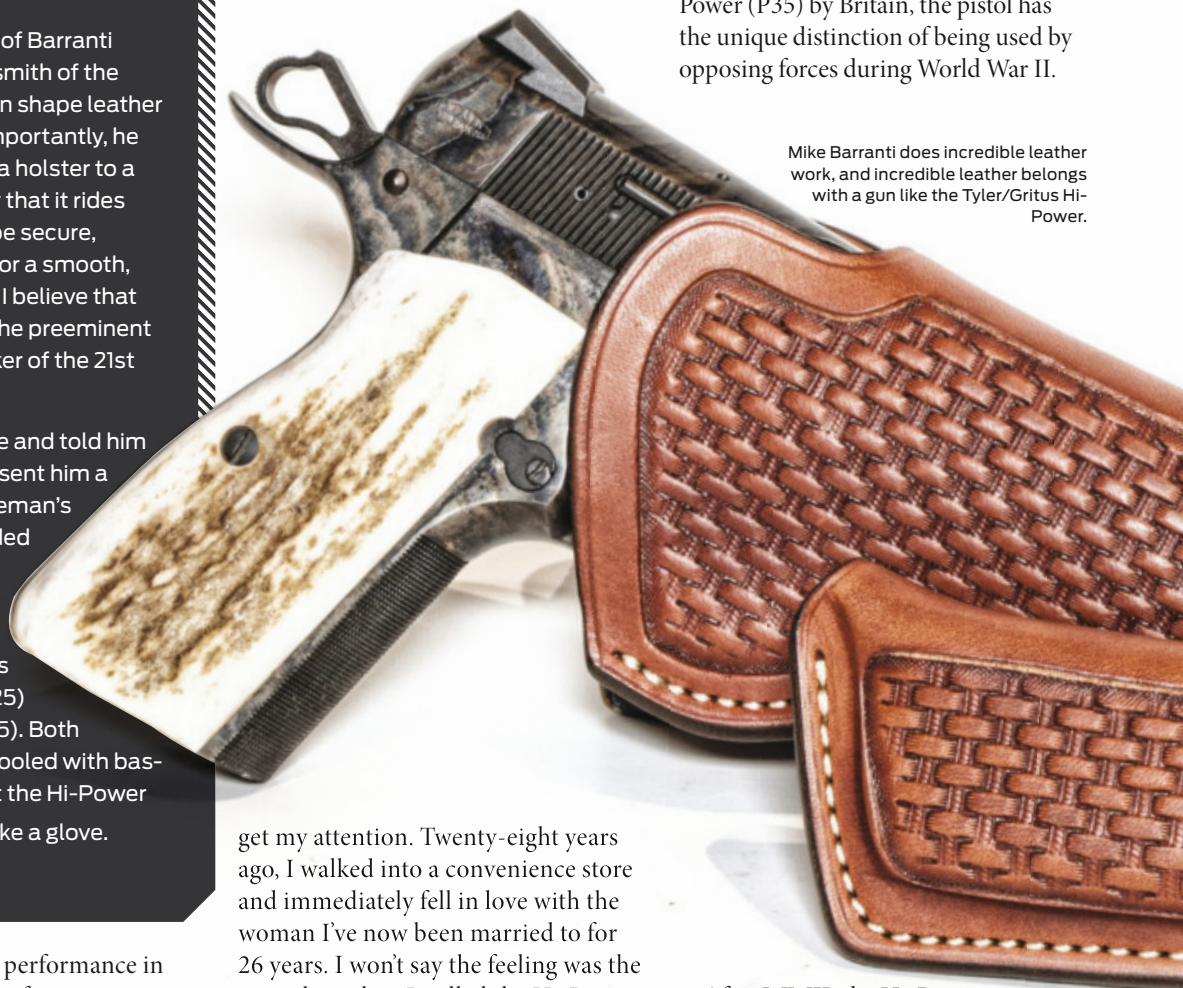 of Barranti
smith of the
n shape leather
mportantly, he
a holster to a
that it rides
be secure,
or a smooth,
I believe that
he preeminent
ker of the 21st
e and told him
sent him a
eman's
ded
s
25)
5). Both
ooled with bas-
t the Hi-Power
ke a glove.
performance in
get my attention. Twenty-eight years
ago, I walked into a convenience store
and immediately fell in love with the
woman I've now been married to for
26 years. I won't say the feeling was the
Power (P35) by Britain, the pistol has
the unique distinction of being used by
opposing forces during World War II.
Mike Barranti does incredible leather
work, and incredible leather belongs
with a gun like the Tyler/Gritus Hi-
Power.